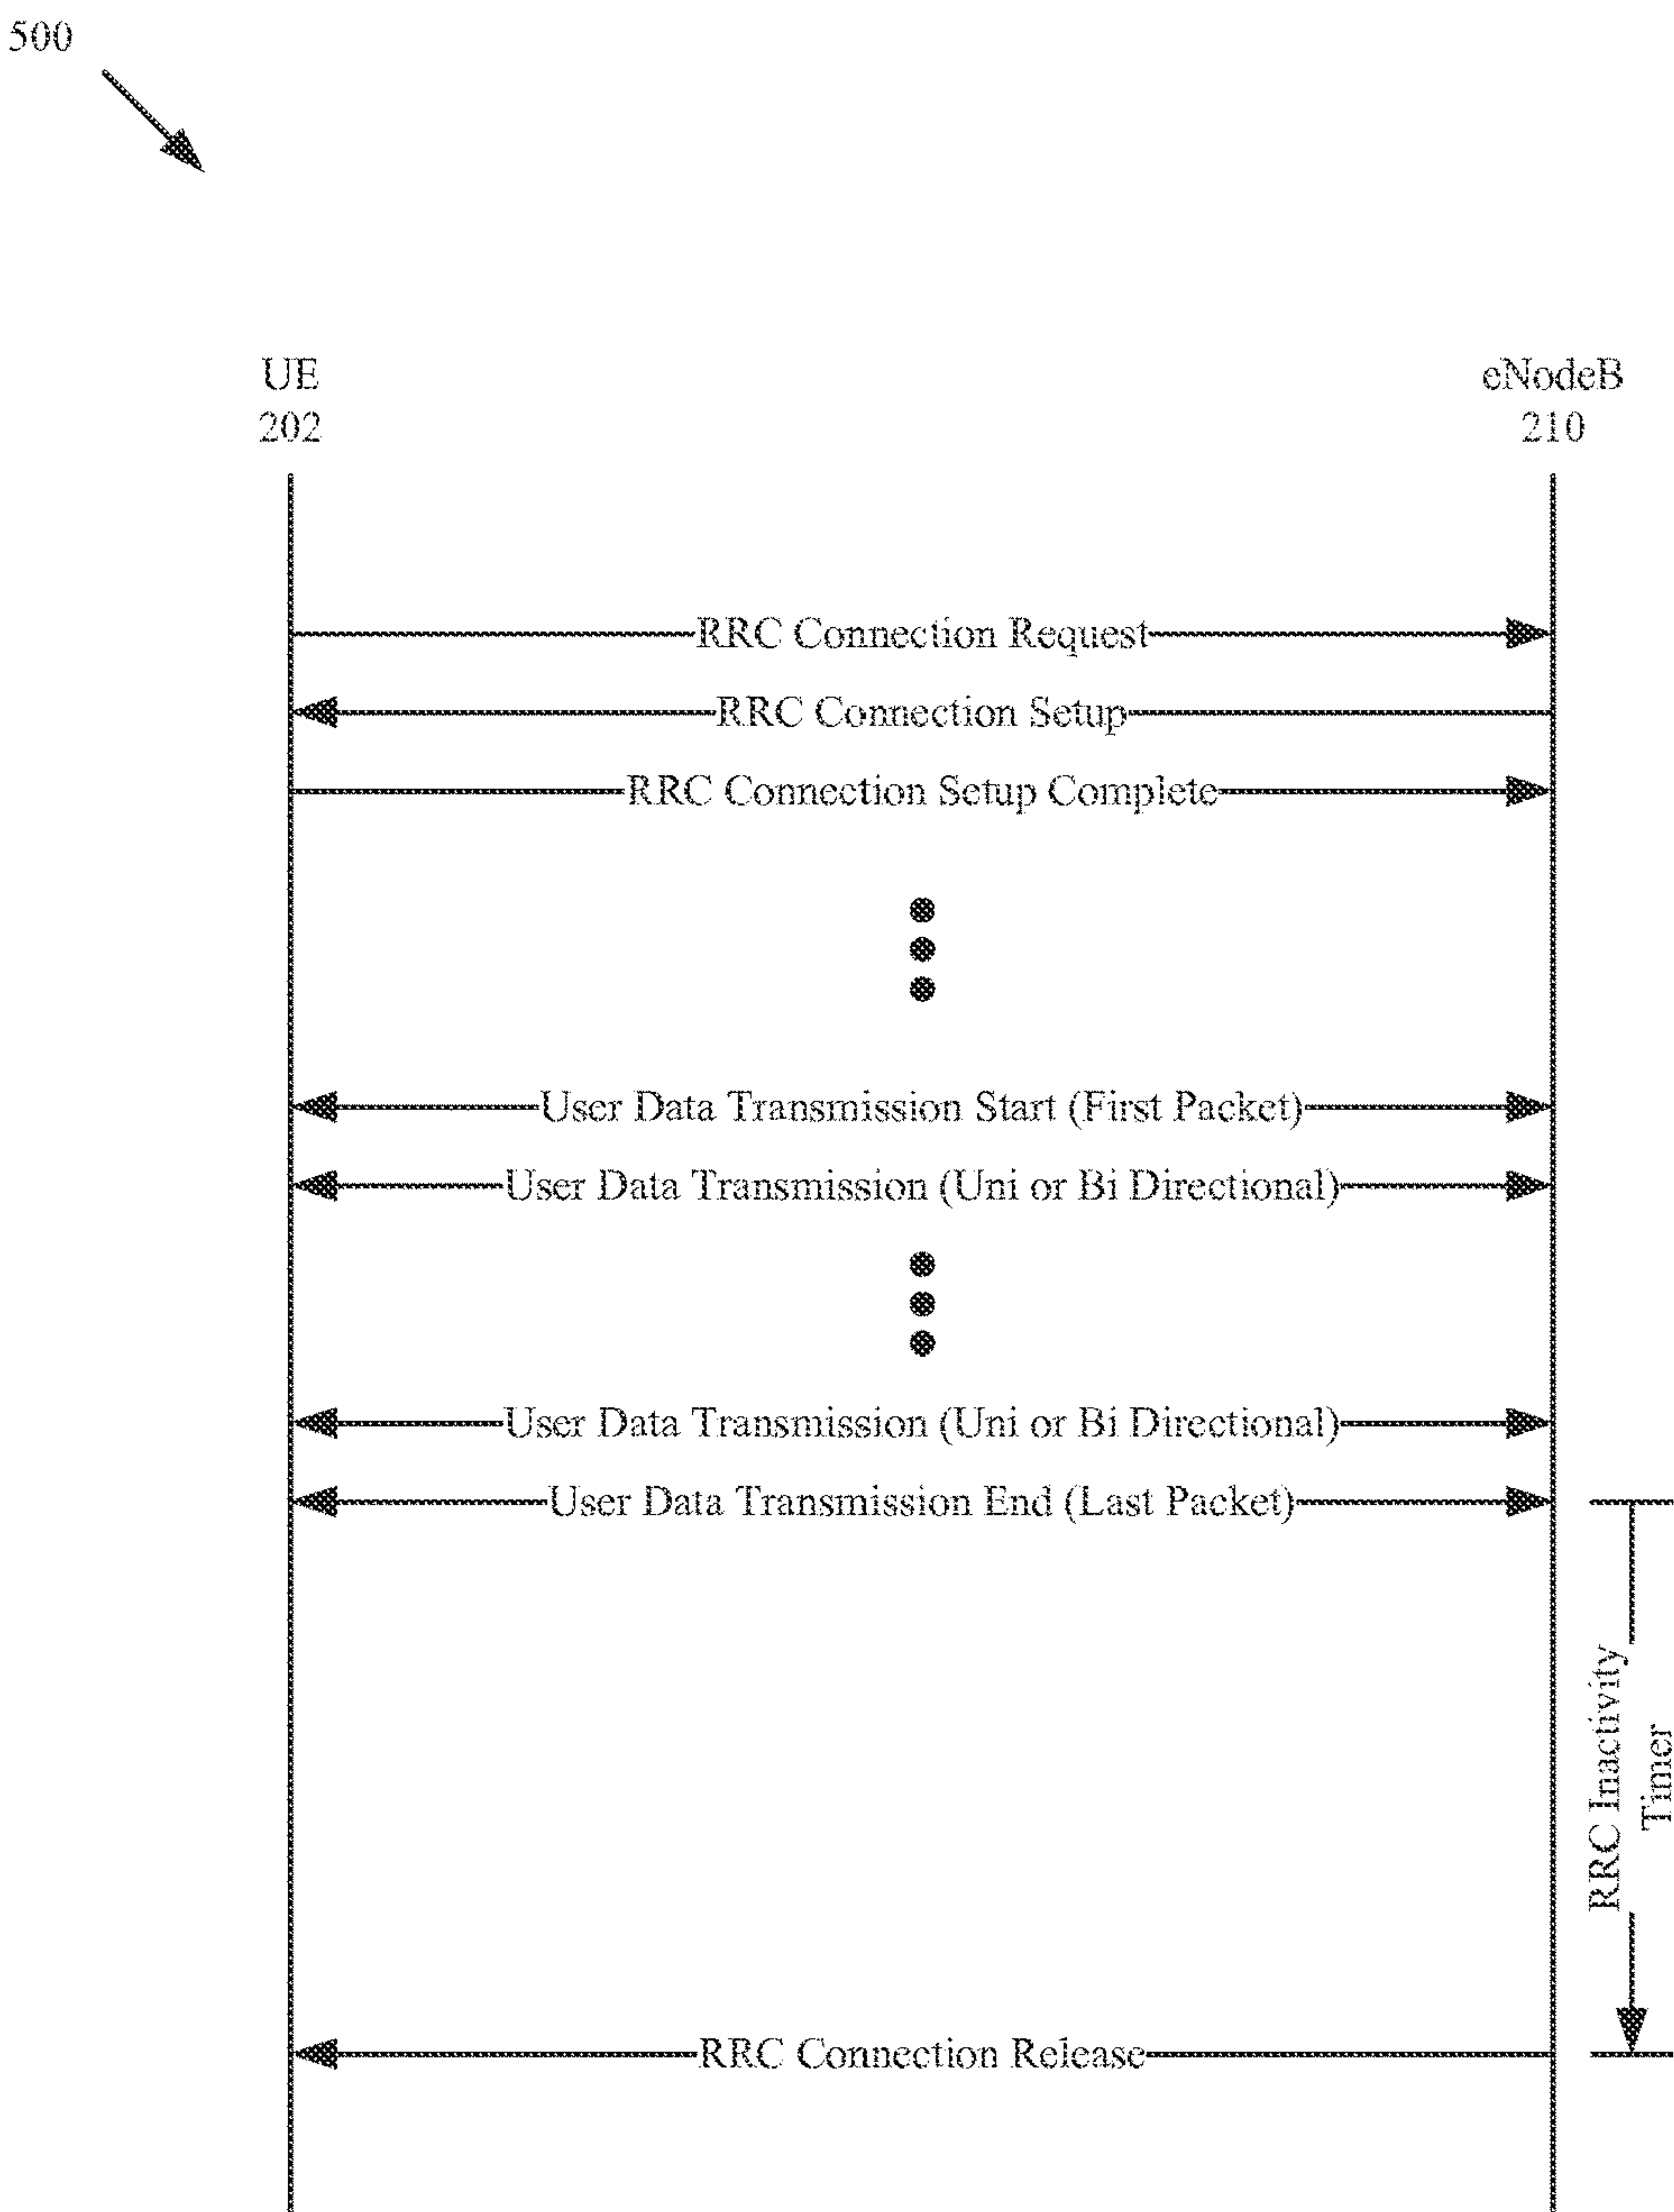 500
UE
202
eNodeB
210
RRC Connection Request
RRC Connection Setup
RRC Connection Setup Complete
User Data Transmission Start (First Packet)
User Data Transmission (Uni or Bi Directional)
User Data Transmission (Uni or Bi Directional)
User Data Transmission End (Last Packet)
RRC Inactivity
Timer
RRC Connection Release